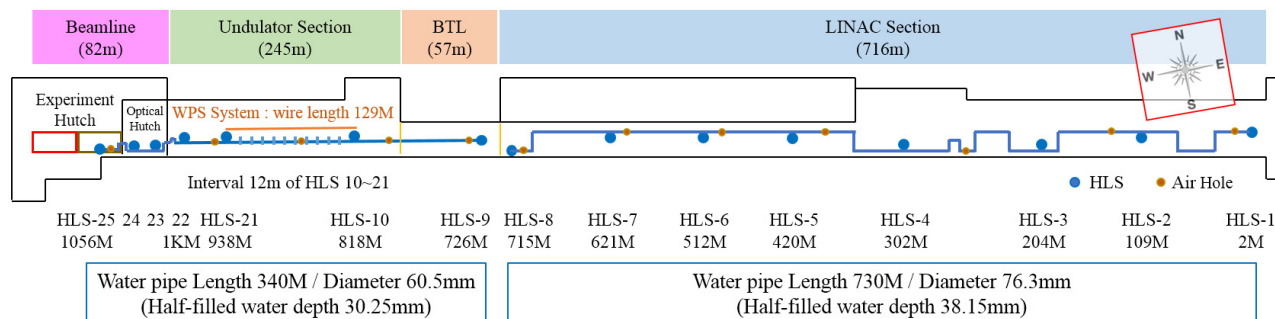 Beamline
(82m)
Undulator Section
(245m)
BTL
(57m)
LINAC Section
(716m)
N
W
E
S
Experiment
Hutch
Optical
Hutch
WPS System : wire length 129M
Interval 12m of HLS 10~21
HLS
Air Hole
HLS-25 24 23 22 HLS-21 HLS-10 HLS-9 HLS-8 HLS-7 HLS-6 HLS-5 HLS-4 HLS-3 HLS-2 HLS-1
1056M 1KM 938M 818M 726M 715M 621M 512M 420M 302M 204M 109M 2M
Water pipe Length 340M / Diameter 60.5mm
(Half-filled water depth 30.25mm)
Water pipe Length 730M / Diameter 76.3mm
(Half-filled water depth 38.15mm)